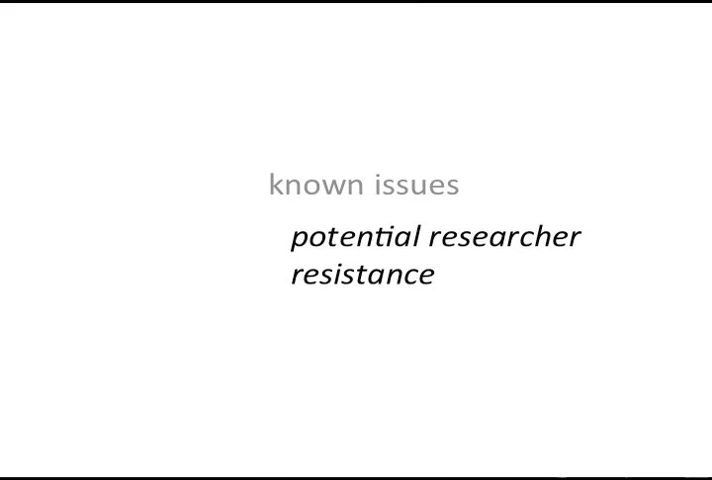 known issues
potential researcher
resistance